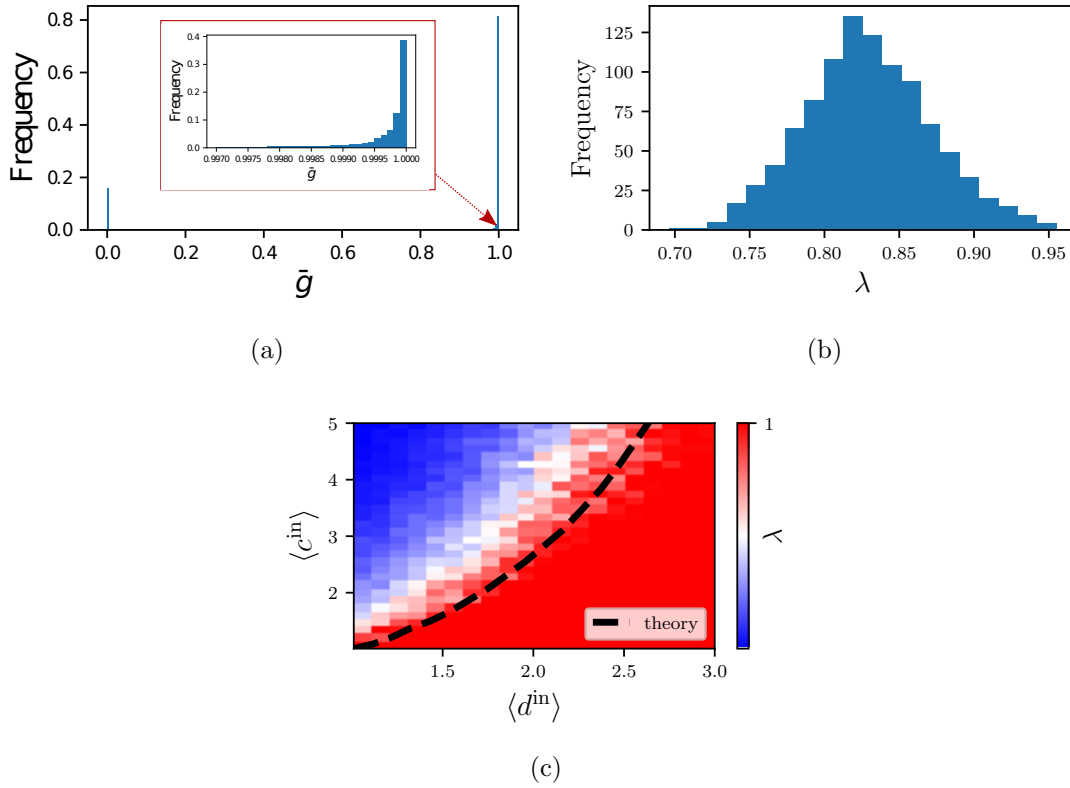 0.8
0.6
0.4
0.2
0.0
Frequency
0.0 0.2 0.4 0.6 0.8 1.0
ḡ
0.4
0.3
0.2
0.1
0.0
Frequency
0.9970 0.9975 0.9980 0.9985 0.9990 0.9995 1.0000
ḡ
(a)
125
100
75
50
25
0
Frequency
0.70 0.75 0.80 0.85 0.90 0.95
λ
(b)
5
4
3
2
⟨c^in⟩
1.5 2.0 2.5 3.0
⟨d^in⟩
theory
1
λ
(c)